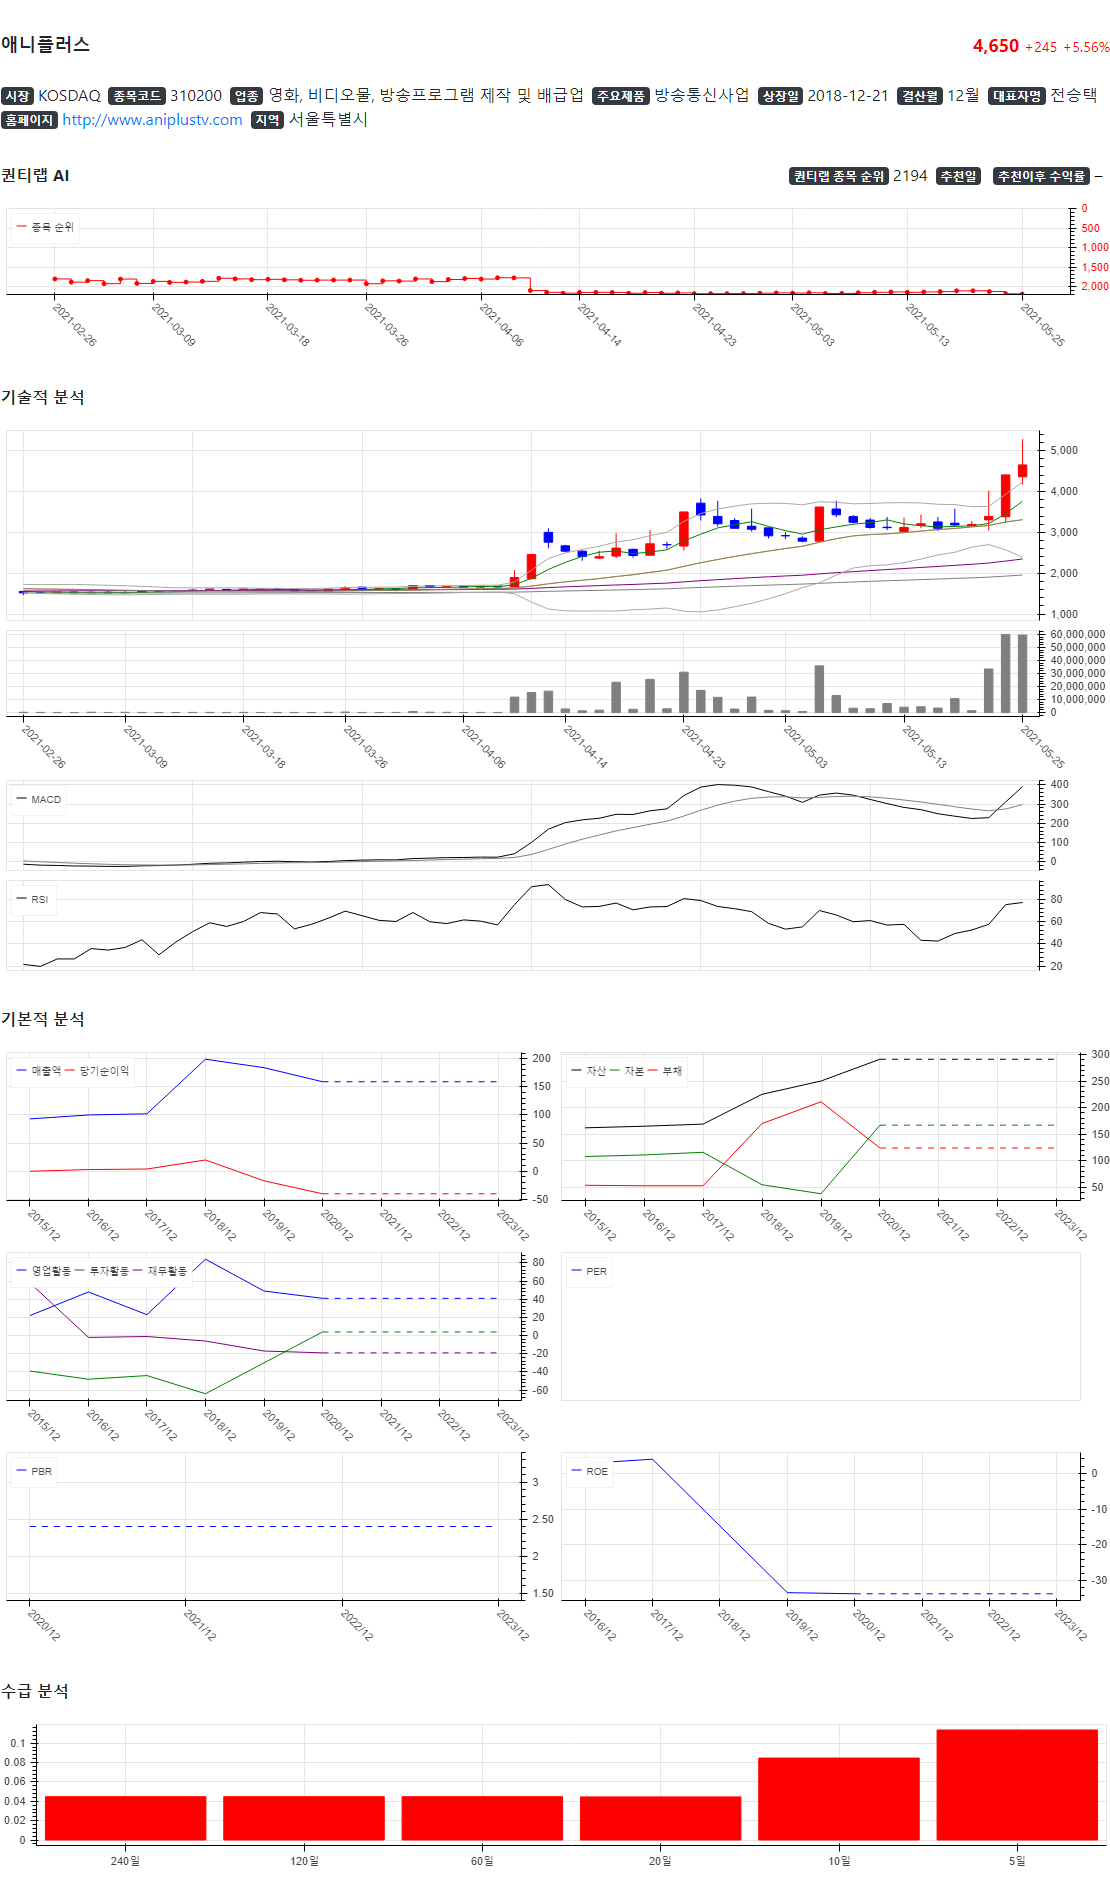 애니플러스
4,650 +245 +5.56%
시장 KOSDAQ 종목코드 310200 업종 영화, 비디오물, 방송프로그램 제작 및 배급업 주요제품 방송통신사업 상장일 2018-12-21 결산월 12월 대표자명 전승택
홈페이지 http://www.aniplustv.com 지역 서울특별시
퀀티랩 AI
퀀티랩 종목 순위 2194 추천일 추천이후 수익률 –
종목 순위
0
500
1,000
1,500
2,000
2021-02-26 2021-03-09 2021-03-18 2021-03-26 2021-04-06 2021-04-14 2021-04-23 2021-05-03 2021-05-13 2021-05-25
기술적 분석
5,000
4,000
3,000
2,000
1,000
60,000,000
50,000,000
40,000,000
30,000,000
20,000,000
10,000,000
0
2021-02-26 2021-03-09 2021-03-18 2021-03-26 2021-04-06 2021-04-14 2021-04-23 2021-05-03 2021-05-13 2021-05-25
MACD
400
300
200
100
0
RSI
80
60
40
20
기본적 분석
매출액 당기순이익
200
150
100
50
0
-50
2015/12 2016/12 2017/12 2018/12 2019/12 2020/12 2021/12 2022/12 2023/12
자산 자본 부채
300
250
200
150
100
50
2015/12 2016/12 2017/12 2018/12 2019/12 2020/12 2021/12 2022/12 2023/12
영업활동 투자활동 재무활동
80
60
40
20
0
-20
-40
-60
2015/12 2016/12 2017/12 2018/12 2019/12 2020/12 2021/12 2022/12 2023/12
PER
PBR
3
2.50
2
1.50
2020/12 2021/12 2022/12 2023/12
ROE
0
-10
-20
-30
2016/12 2017/12 2018/12 2019/12 2020/12 2021/12 2022/12 2023/12
수급 분석
0.1
0.08
0.06
0.04
0.02
0
240일 120일 60일 20일 10일 5일